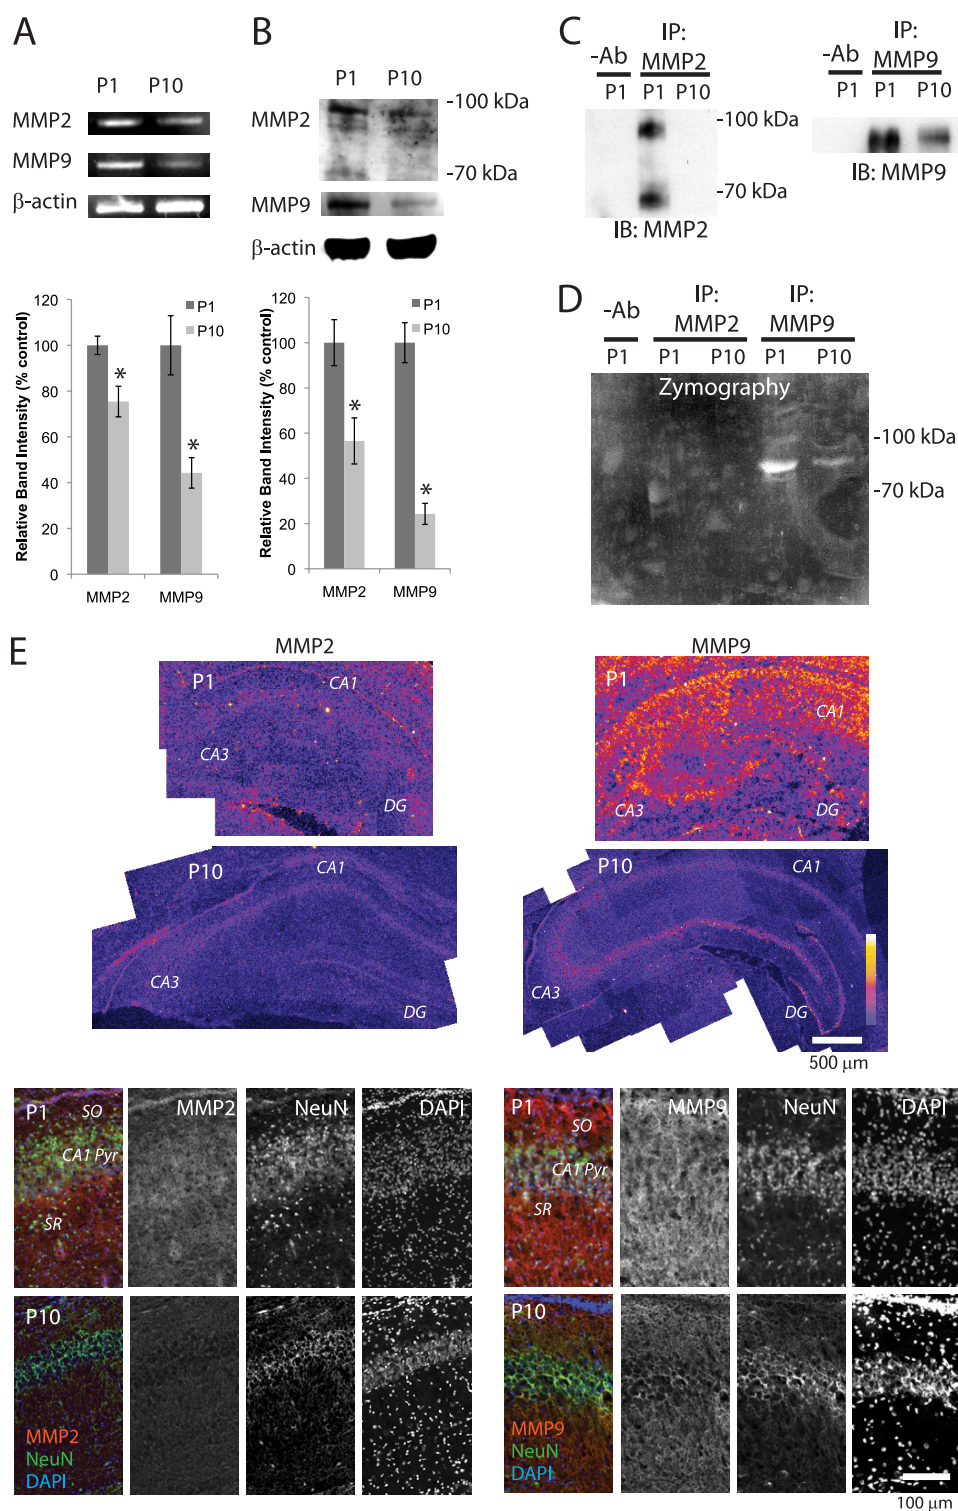 A
P1 P10
MMP2
MMP9
β-actin
Relative Band Intensity (% control)
120
100
80
60
40
20
0
P1
P10
*
*
MMP2 MMP9
B
P1 P10
MMP2
-100 kDa
-70 kDa
MMP9
β-actin
Relative Band Intensity (% control)
120
100
80
60
40
20
0
P1
P10
*
*
MMP2 MMP9
C
-Ab
IP:
MMP2
P1 P1 P10
-100 kDa
-70 kDa
IB: MMP2
-Ab
IP:
MMP9
P1 P1 P10
IB: MMP9
D
-Ab
IP:
MMP2
IP:
MMP9
P1 P1 P10 P1 P10
Zymography
-100 kDa
-70 kDa
E
MMP2
P1
CA1
CA3
DG
P10
CA1
CA3
DG
MMP9
P1
CA1
CA3
DG
P10
CA1
CA3
DG
500 µm
P1 MMP2 NeuN DAPI
SO
CA1 Pyr
SR
P10
MMP2
NeuN
DAPI
P1 MMP9 NeuN DAPI
SO
CA1 Pyr
SR
P10
MMP9
NeuN
DAPI
100 µm